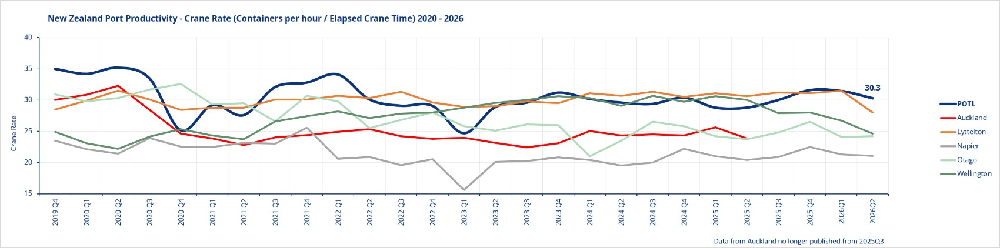 New Zealand Port Productivity - Crane Rate (Containers per hour / Elapsed Crane Time) 2020 - 2026
40
35
30
25
20
15
Crane Rate
30.3
POTL
Auckland
Lyttelton
Napier
Otago
Wellington
2019 Q4
2020 Q1
2020 Q2
2020 Q3
2020 Q4
2021 Q1
2021 Q2
2021 Q3
2021 Q4
2022 Q1
2022 Q2
2022 Q3
2022 Q4
2023 Q1
2023 Q2
2023 Q3
2023 Q4
2024 Q1
2024 Q2
2024 Q3
2024 Q4
2025 Q1
2025 Q2
2025 Q3
2025 Q4
2026Q1
2026Q2
Data from Auckland no longer published from 2025Q3